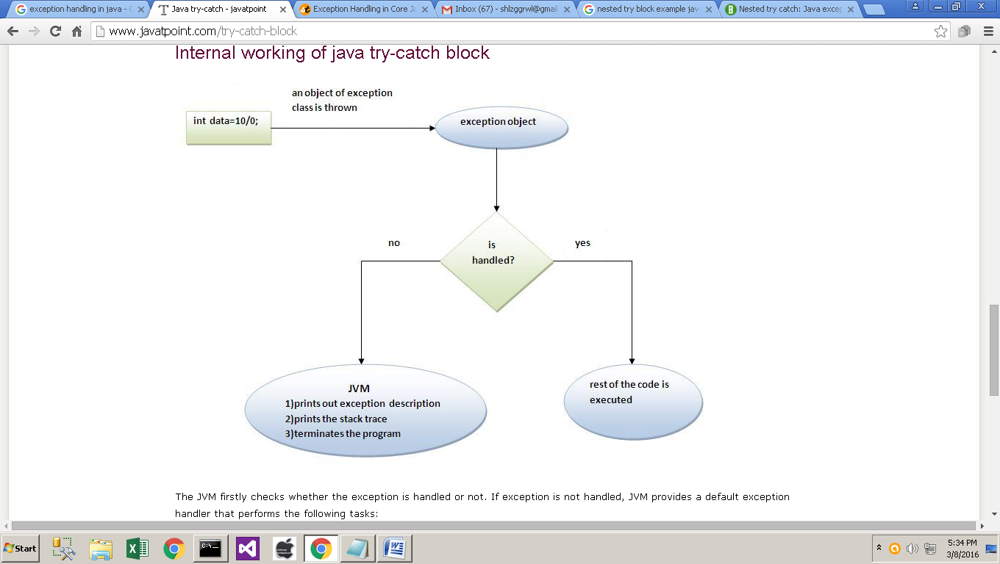 exception handling in java - G
Java try-catch - javatpoint
Exception Handling in Core Ja
Inbox (67) - shlzggrwl@gmail
nested try block example jav
Nested try catch: Java excep
www.javatpoint.com/try-catch-block
Internal working of java try-catch block
an object of exception
class is thrown
int data=10/0;
exception object
no
is
handled?
yes
JVM
1)prints out exception description
2)prints the stack trace
3)terminates the program
rest of the code is
executed
The JVM firstly checks whether the exception is handled or not. If exception is not handled, JVM provides a default exception
handler that performs the following tasks:
Start
C:\
5:34 PM
3/8/2016